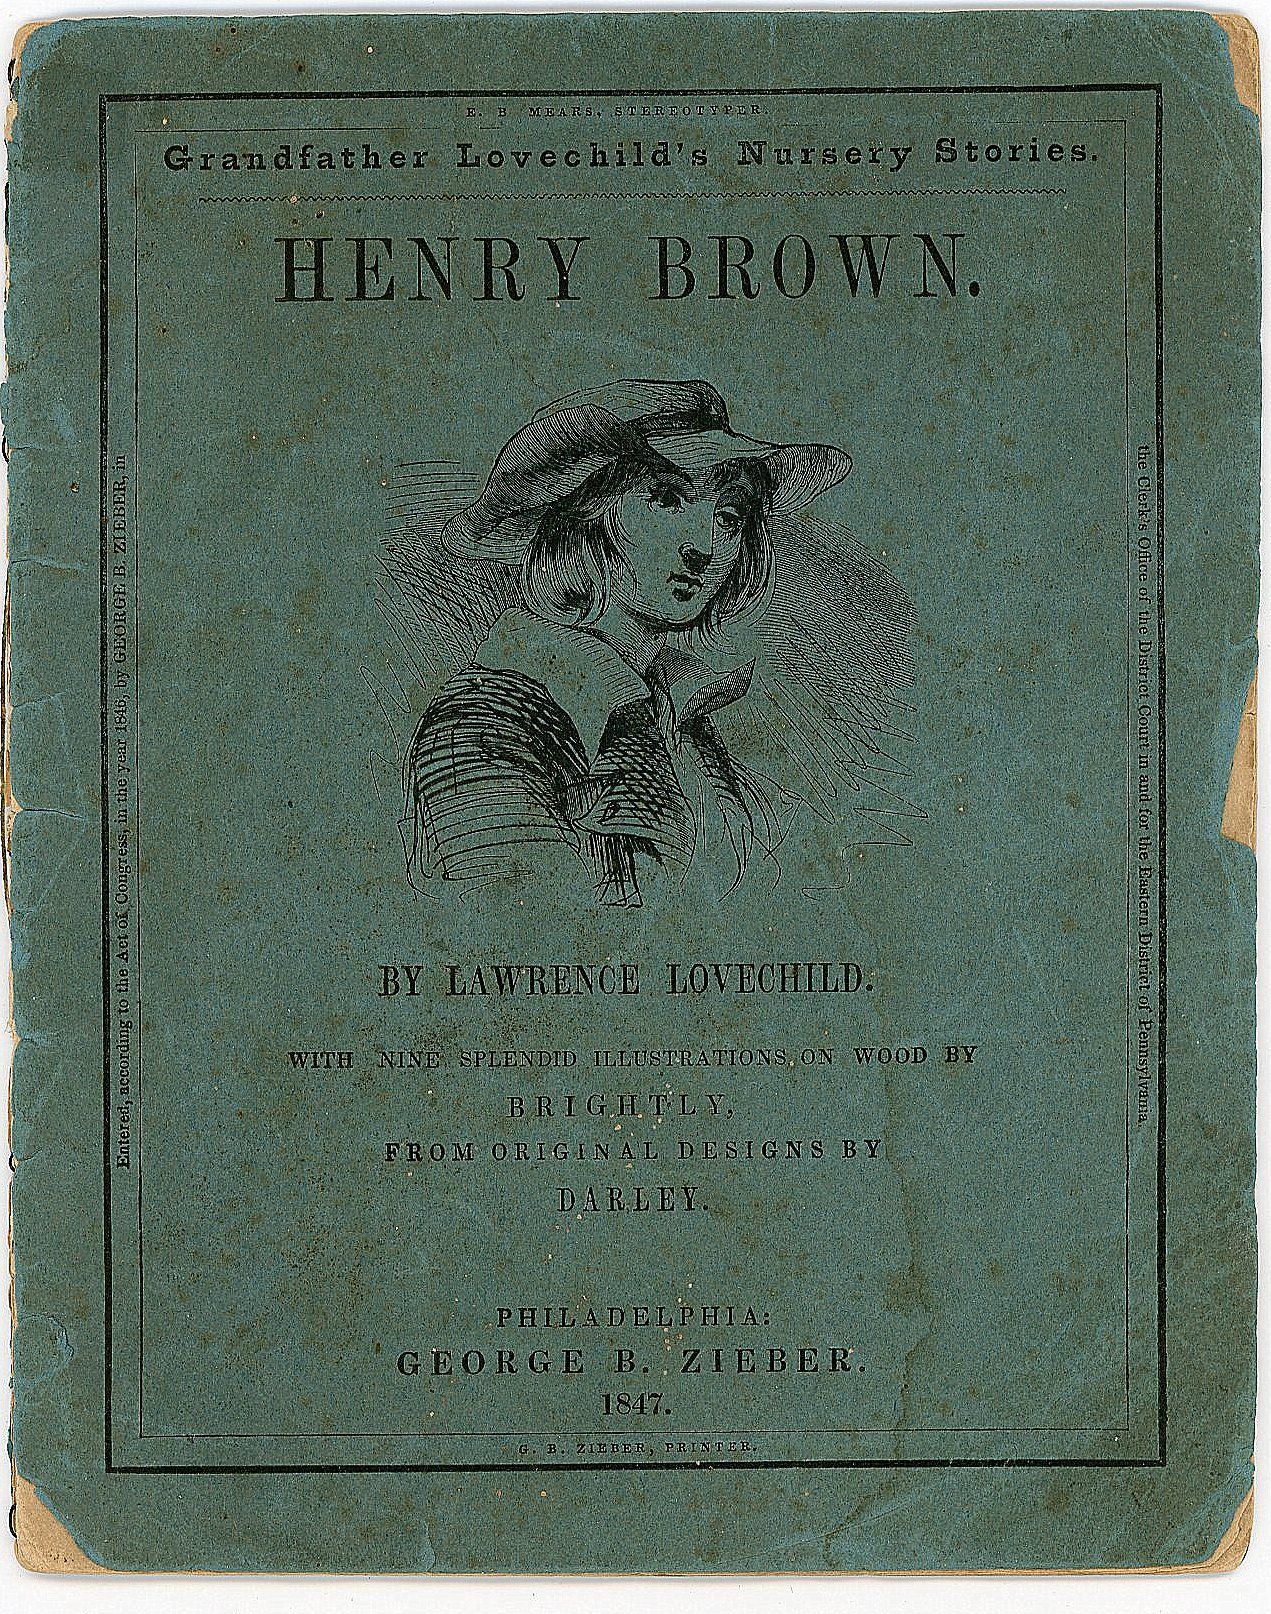 E. B. MEARS, STEREOTYPER.
Grandfather Lovechild's Nursery Stories.
HENRY BROWN.
Entered, according to the Act of Congress, in the year 1846, by GEORGE B. ZIEBER, in
the Clerk's Office of the District Court in and for the Eastern District of Pennsylvania.
BY LAWRENCE LOVECHILD.
WITH NINE SPLENDID ILLUSTRATIONS ON WOOD BY
BRIGHTLY,
FROM ORIGINAL DESIGNS BY
DARLEY.
PHILADELPHIA:
GEORGE B. ZIEBER.
1847.
G. B. ZIEBER, PRINTER.